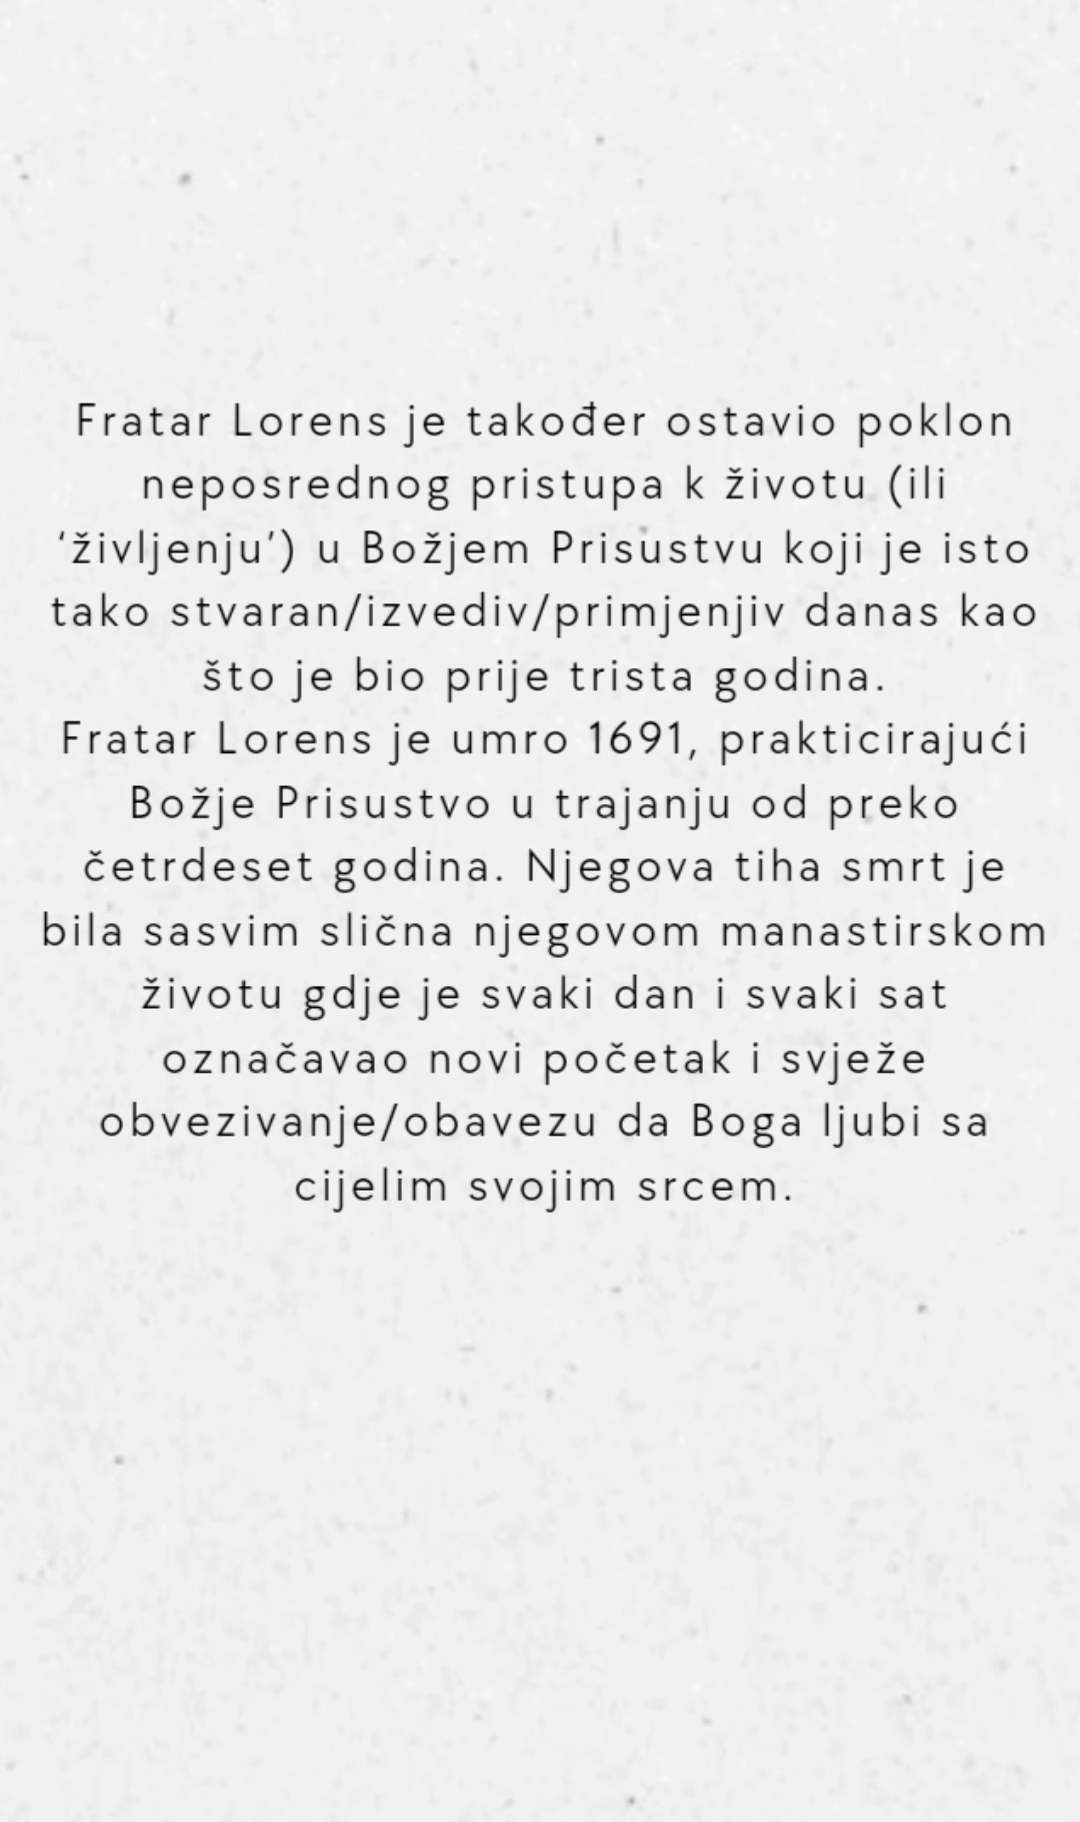 Fratar Lorens je također ostavio poklon
neposrednog pristupa k životu (ili
‘življenju’) u Božjem Prisustvu koji je isto
tako stvaran/izvediv/primjenjiv danas kao
što je bio prije trista godina.
Fratar Lorens je umro 1691, prakticirajući
Božje Prisustvo u trajanju od preko
četrdeset godina. Njegova tiha smrt je
bila sasvim slična njegovom manastirskom
životu gdje je svaki dan i svaki sat
označavao novi početak i svježe
obvezivanje/obavezu da Boga ljubi sa
cijelim svojim srcem.